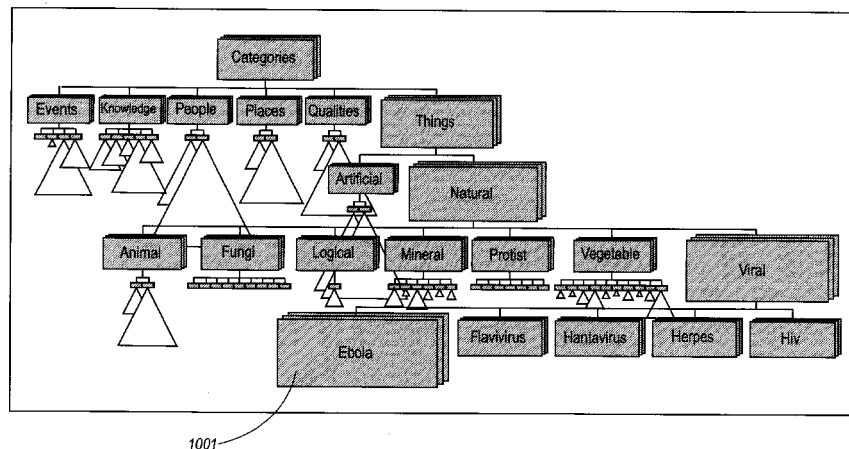 Categories
Events
Knowledge
People
Places
Qualities
Things
Artificial
Natural
Animal
Fungi
Logical
Mineral
Protist
Vegetable
Viral
Ebola
Flavivirus
Hantavirus
Herpes
Hiv
1001